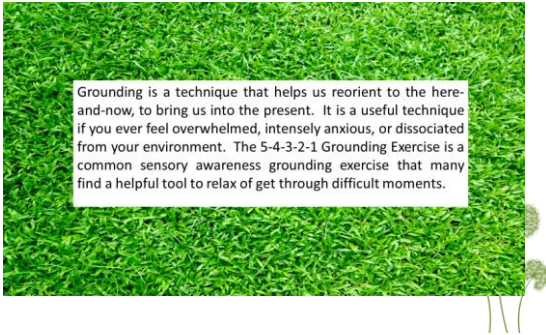 Grounding is a technique that helps us reorient to the here-
and-now, to bring us into the present. It is a useful technique
if you ever feel overwhelmed, intensely anxious, or dissociated
from your environment. The 5-4-3-2-1 Grounding Exercise is a
common sensory awareness grounding exercise that many
find a helpful tool to relax of get through difficult moments.